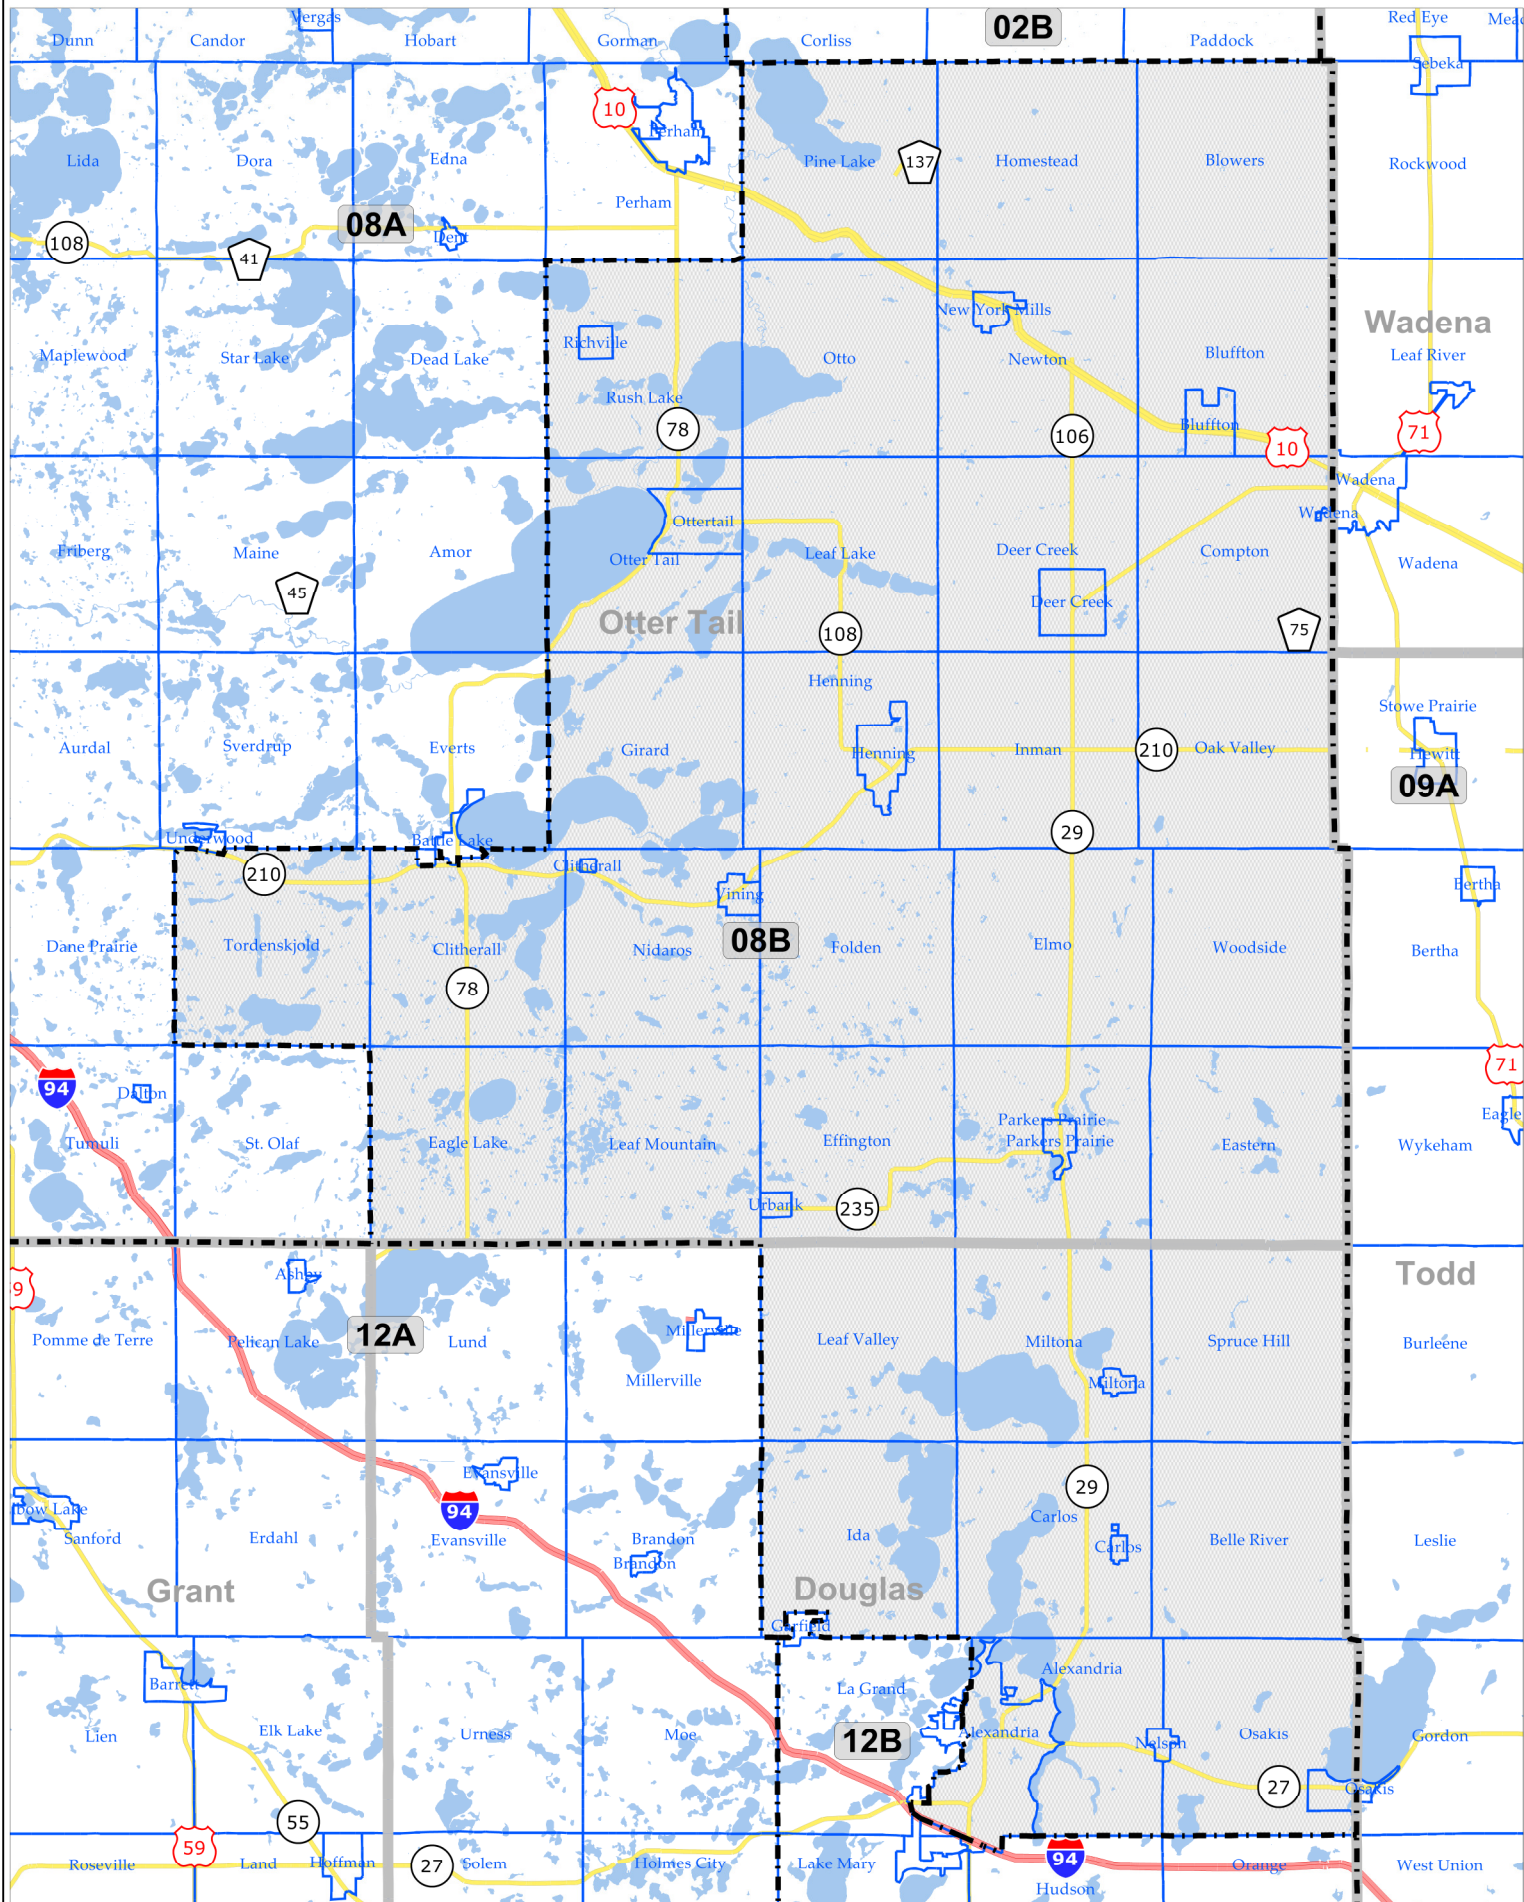 Vergas
02B
Red Eye
Mea
Dunn
Candor
Hobart
Gorman
Corliss
Paddock
Sebeka
10
Perham
Lida
Dora
Edna
Pine Lake
137
Homestead
Blowers
Rockwood
Perham
108
41
08A
Dent
New York Mills
Wadena
Richville
Maplewood
Star Lake
Dead Lake
Otto
Newton
Bluffton
Leaf River
Rush Lake
78
106
Bluffton
10
71
Wadena
Wadena
Ottertail
Friberg
Maine
Amor
Otter Tail
Leaf Lake
Deer Creek
Compton
Wadena
45
Deer Creek
Otter Tail
108
75
Henning
Stowe Prairie
Aurdal
Sverdrup
Everts
Girard
Henning
Inman
210
Oak Valley
Hewitt
09A
Underwood
Battle Lake
29
210
Clitherall
Vining
Bertha
Dane Prairie
Tordenskjold
Clitherall
Nidaros
08B
Folden
Elmo
Woodside
Bertha
78
94
Dalton
71
Tumuli
St. Olaf
Eagle Lake
Leaf Mountain
Effington
Parkers Prairie
Parkers Prairie
Eastern
Eagle
Wykeham
Urbank
235
9
Ashby
Todd
Pomme de Terre
Pelican Lake
12A
Lund
Millerville
Millerville
Leaf Valley
Miltona
Spruce Hill
Burleene
Miltona
Evansville
29
lbow Lake
Sanford
Erdahl
94
Evansville
Brandon
Brandon
Ida
Carlos
Carlos
Belle River
Leslie
Grant
Douglas
Garfield
Barrett
La Grand
Alexandria
Lien
Elk Lake
Urness
Moe
12B
Alexandria
Nelson
Osakis
Gordon
27
Osakis
55
59
Roseville
Land
Hoffman
27
Solem
Holmes City
Lake Mary
94
Hudson
Orange
West Union